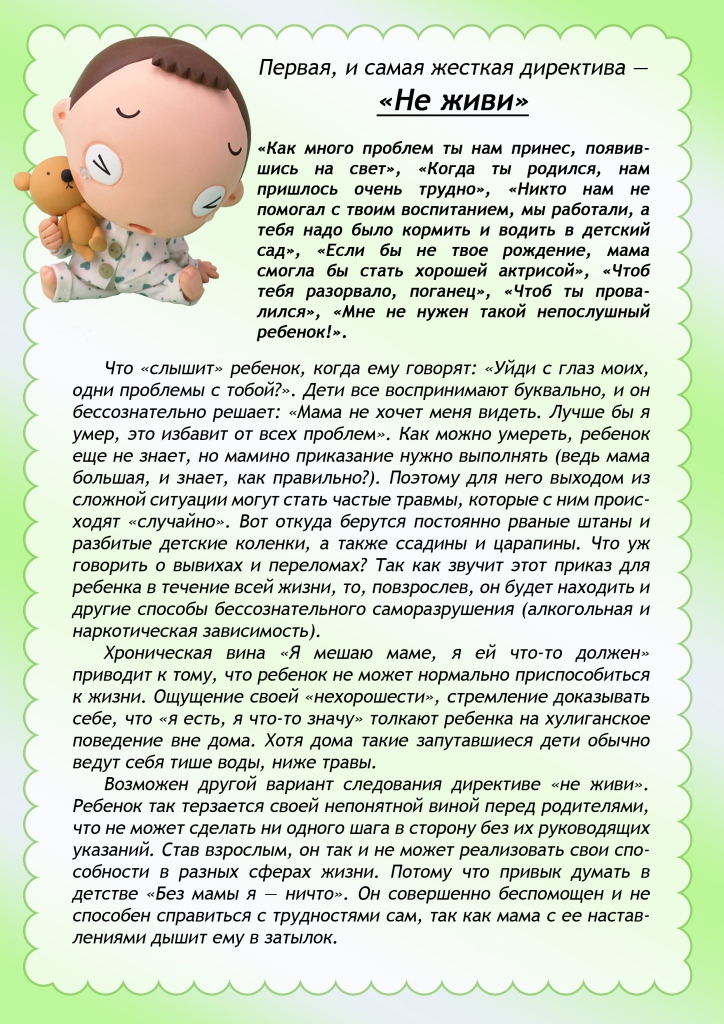 Первая, и самая жесткая директива —
«Не живи»
«Как много проблем ты нам принес, появив-
шись на свет», «Когда ты родился, нам
пришлось очень трудно», «Никто нам не
помогал с твоим воспитанием, мы работали, а
тебя надо было кормить и водить в детский
сад», «Если бы не твое рождение, мама
смогла бы стать хорошей актрисой», «Чтоб
тебя разорвало, поганец», «Чтоб ты прова-
лился», «Мне не нужен такой непослушный
ребенок!».
Что «слышит» ребенок, когда ему говорят: «Уйди с глаз моих,
одни проблемы с тобой?». Дети все воспринимают буквально, и он
бессознательно решает: «Мама не хочет меня видеть. Лучше бы я
умер, это избавит от всех проблем». Как можно умереть, ребенок
еще не знает, но мамино приказание нужно выполнять (ведь мама
большая, и знает, как правильно?). Поэтому для него выходом из
сложной ситуации могут стать частые травмы, которые с ним проис-
ходят «случайно». Вот откуда берутся постоянно рваные штаны и
разбитые детские коленки, а также ссадины и царапины. Что уж
говорить о вывихах и переломах? Так как звучит этот приказ для
ребенка в течение всей жизни, то, повзрослев, он будет находить и
другие способы бессознательного саморазрушения (алкогольная и
наркотическая зависимость).
Хроническая вина «Я мешаю маме, я ей что-то должен»
приводит к тому, что ребенок не может нормально приспособиться
к жизни. Ощущение своей «нехорошести», стремление доказывать
себе, что «я есть, я что-то значу» толкают ребенка на хулиганское
поведение вне дома. Хотя дома такие запутавшиеся дети обычно
ведут себя тише воды, ниже травы.
Возможен другой вариант следования директиве «не живи».
Ребенок так терзается своей непонятной виной перед родителями,
что не может сделать ни одного шага в сторону без их руководящих
указаний. Став взрослым, он так и не может реализовать свои спо-
собности в разных сферах жизни. Потому что привык думать в
детстве «Без мамы я — ничто». Он совершенно беспомощен и не
способен справиться с трудностями сам, так как мама с ее настав-
лениями дышит ему в затылок.